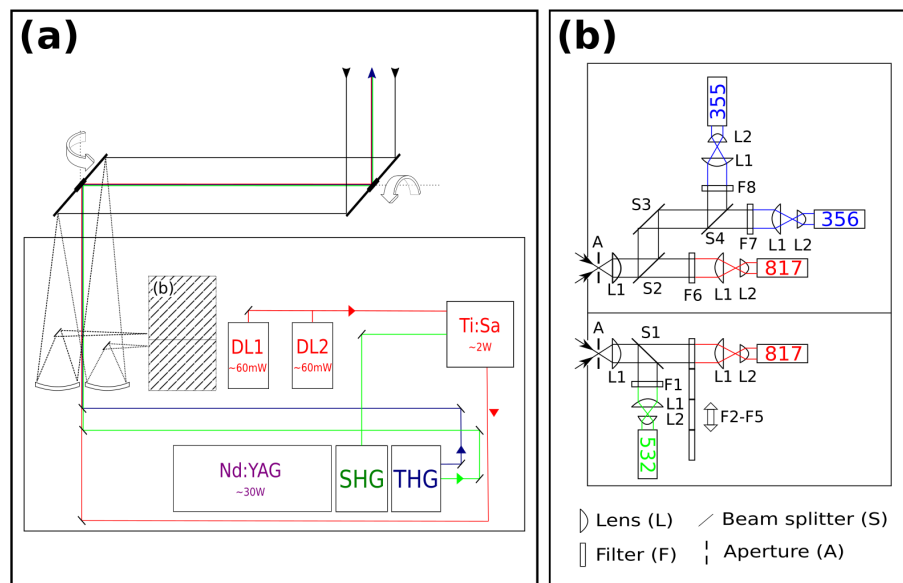 (a)
(b)
DL1
~60mW
DL2
~60mW
Ti:Sa
~2W
Nd:YAG
~30W
SHG
THG
(b)
355
L2
L1
F8
S3
S4
F7
L1
L2
356
A
L1
S2
F6
L1
L2
817
A
L1
S1
L1
L2
817
F1
L1
L2
532
F2-F5
Lens (L)
Beam splitter (S)
Filter (F)
Aperture (A)